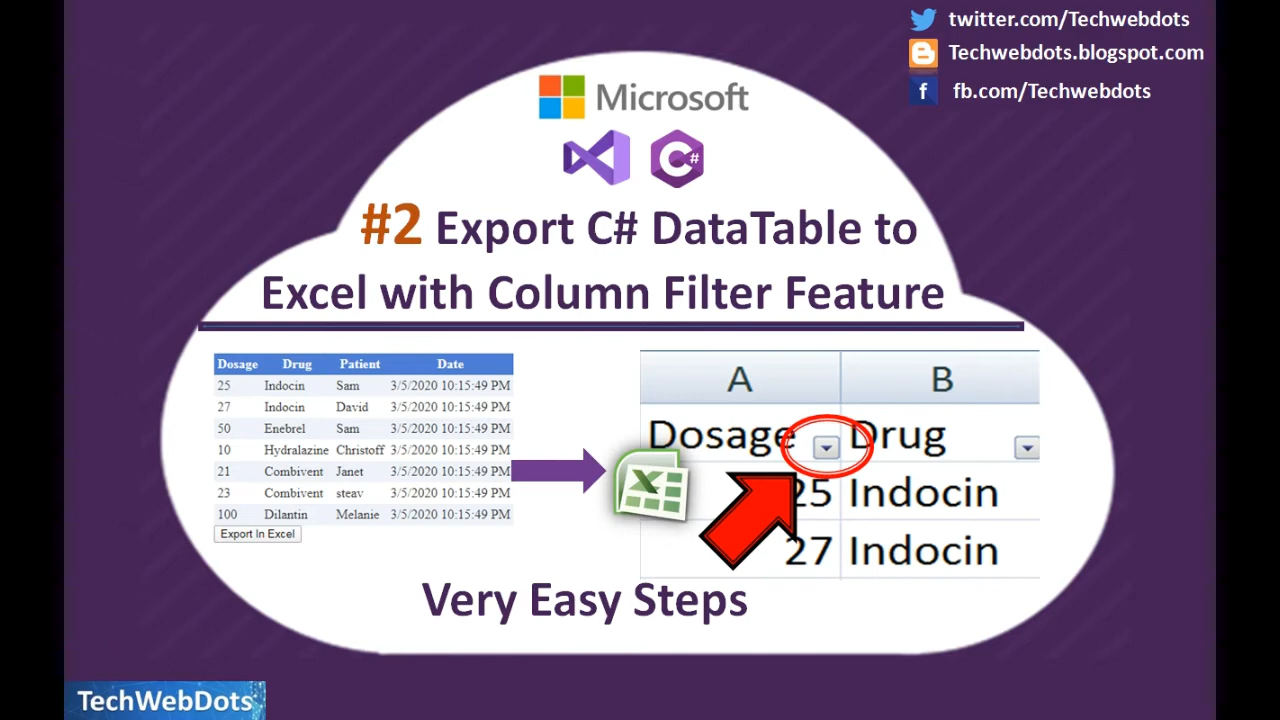 twitter.com/Techwebdots
Techwebdots.blogspot.com
f fb.com/Techwebdots
Microsoft
C#
#2 Export C# DataTable to
Excel with Column Filter Feature
Dosage Drug Patient Date
25 Indocin Sam 3/5/2020 10:15:49 PM
27 Indocin David 3/5/2020 10:15:49 PM
50 Enebrel Sam 3/5/2020 10:15:49 PM
10 Hydralazine Christoff 3/5/2020 10:15:49 PM
21 Combivent Janet 3/5/2020 10:15:49 PM
23 Combivent steav 3/5/2020 10:15:49 PM
100 Dilantin Melanie 3/5/2020 10:15:49 PM
Export In Excel
A B
Dosage Drug
25 Indocin
27 Indocin
Very Easy Steps
TechWebDots